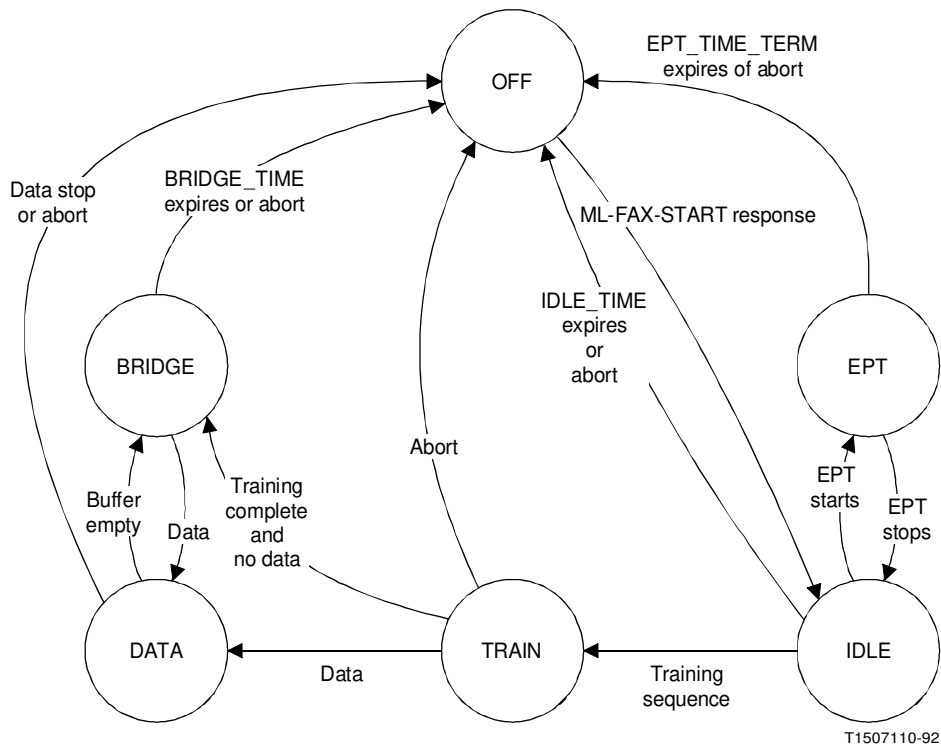 EPT_TIME_TERM
expires of abort
OFF
Data stop
or abort
BRIDGE_TIME
expires or abort
ML-FAX-START response
IDLE_TIME
expires
or
abort
BRIDGE
EPT
Abort
Buffer
empty
Data
Training
complete
and
no data
EPT
starts
EPT
stops
DATA
TRAIN
IDLE
Data
Training
sequence
T1507110-92